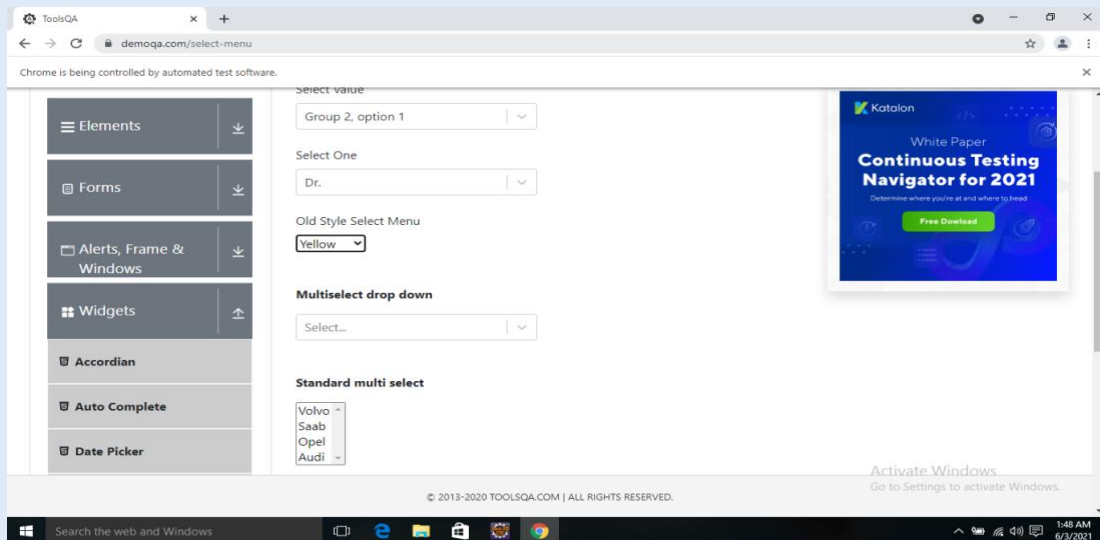 ToolsQA
demoqa.com/select-menu
Chrome is being controlled by automated test software.
Elements
Forms
Alerts, Frame &
Windows
Widgets
Accordian
Auto Complete
Date Picker
Select Value
Group 2, option 1
Select One
Dr.
Old Style Select Menu
Yellow
Multiselect drop down
Select...
Standard multi select
Volvo
Saab
Opel
Audi
Katalon
White Paper
Continuous Testing
Navigator for 2021
Determine where you're at and where to head
Free Dowload
Activate Windows
Go to Settings to activate Windows.
© 2013-2020 TOOLSQA.COM | ALL RIGHTS RESERVED.
Search the web and Windows
1:48 AM
6/3/2021